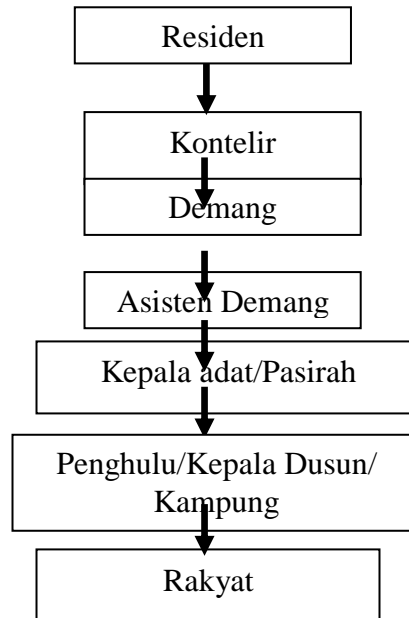 Residen
Kontelir
Demang
Asisten Demang
Kepala adat/Pasirah
Penghulu/Kepala Dusun/
Kampung
Rakyat